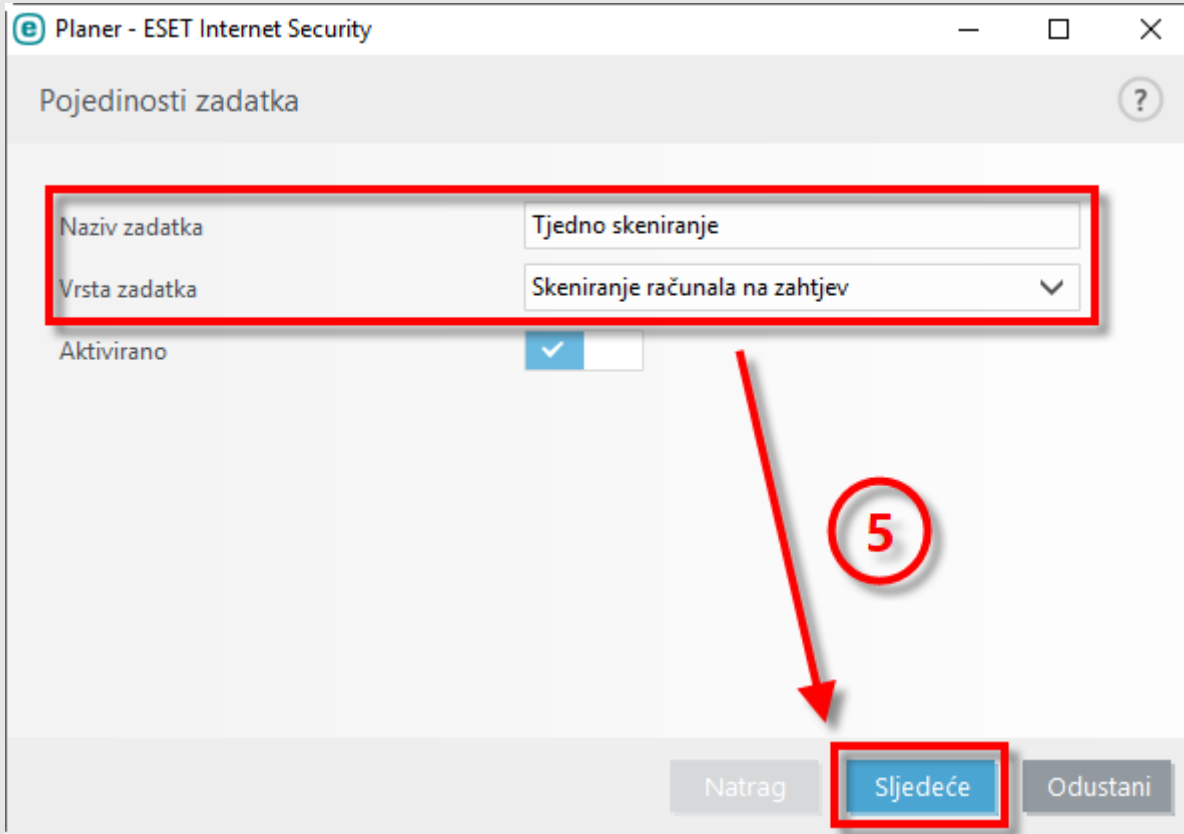 e Planer - ESET Internet Security
Pojedinosti zadatka ?
Naziv zadatka Tjedno skeniranje
Vrsta zadatka Skeniranje računala na zahtjev
Aktivirano
5
Natrag Sljedeće Odustani